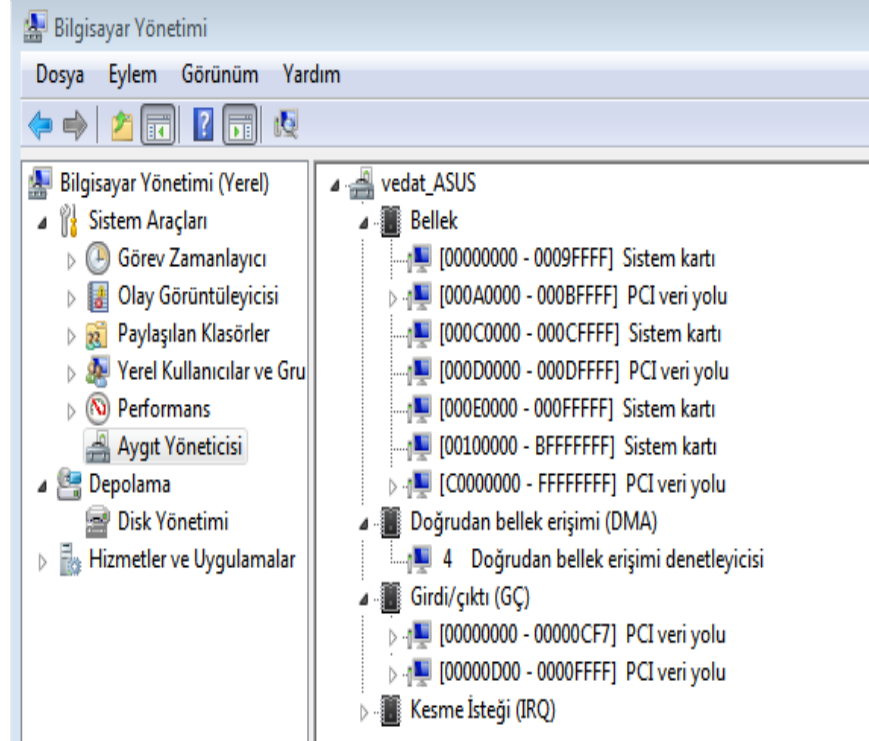 Bilgisayar Yönetimi
Dosya Eylem Görünüm Yardım
Bilgisayar Yönetimi (Yerel)
Sistem Araçları
Görev Zamanlayıcı
Olay Görüntüleyicisi
Paylaşılan Klasörler
Yerel Kullanıcılar ve Gru
Performans
Aygıt Yöneticisi
Depolama
Disk Yönetimi
Hizmetler ve Uygulamalar
vedat_ASUS
Bellek
[00000000 - 0009FFFF] Sistem kartı
[000A0000 - 000BFFFF] PCI veri yolu
[000C0000 - 000CFFFF] Sistem kartı
[000D0000 - 000DFFFF] PCI veri yolu
[000E0000 - 000FFFFF] Sistem kartı
[00100000 - BFFFFFFF] Sistem kartı
[C0000000 - FFFFFFFF] PCI veri yolu
Doğrudan bellek erişimi (DMA)
4 Doğrudan bellek erişimi denetleyicisi
Girdi/çıktı (GÇ)
[00000000 - 00000CF7] PCI veri yolu
[00000D00 - 0000FFFF] PCI veri yolu
Kesme İsteği (IRQ)